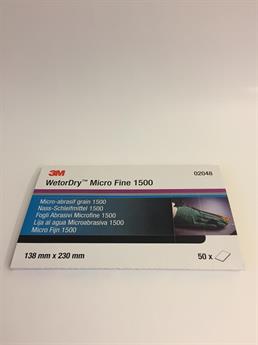 3M
02048
WetorDry™ Micro Fine 1500
Micro-abrasif grain 1500
Nass-Schleifmittel 1500
Fogli Abrasivi Microfine 1500
Lija al agua Microabrasiva 1500
Micro Fijn 1500
138 mm x 230 mm
50 x